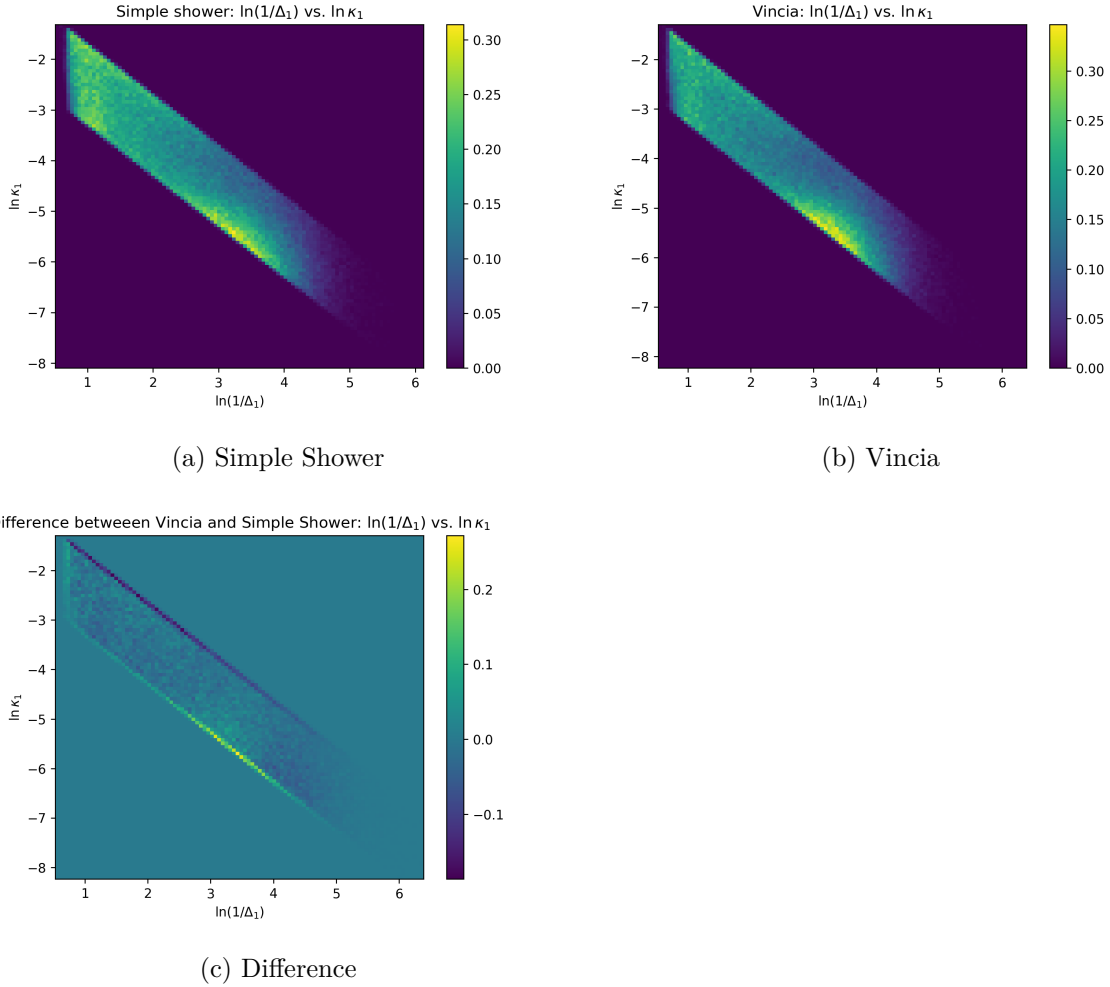 Simple shower: ln(1/Δ₁) vs. ln κ₁
−2
−3
−4
−5
−6
−7
−8
ln κ₁
1 2 3 4 5 6
ln(1/Δ₁)
0.30
0.25
0.20
0.15
0.10
0.05
0.00
(a) Simple Shower
Vincia: ln(1/Δ₁) vs. ln κ₁
−2
−3
−4
−5
−6
−7
−8
ln κ₁
1 2 3 4 5 6
ln(1/Δ₁)
0.30
0.25
0.20
0.15
0.10
0.05
0.00
(b) Vincia
ifference betweeen Vincia and Simple Shower: ln(1/Δ₁) vs. ln κ₁
−2
−3
−4
−5
−6
−7
−8
ln κ₁
1 2 3 4 5 6
ln(1/Δ₁)
0.2
0.1
0.0
−0.1
(c) Difference